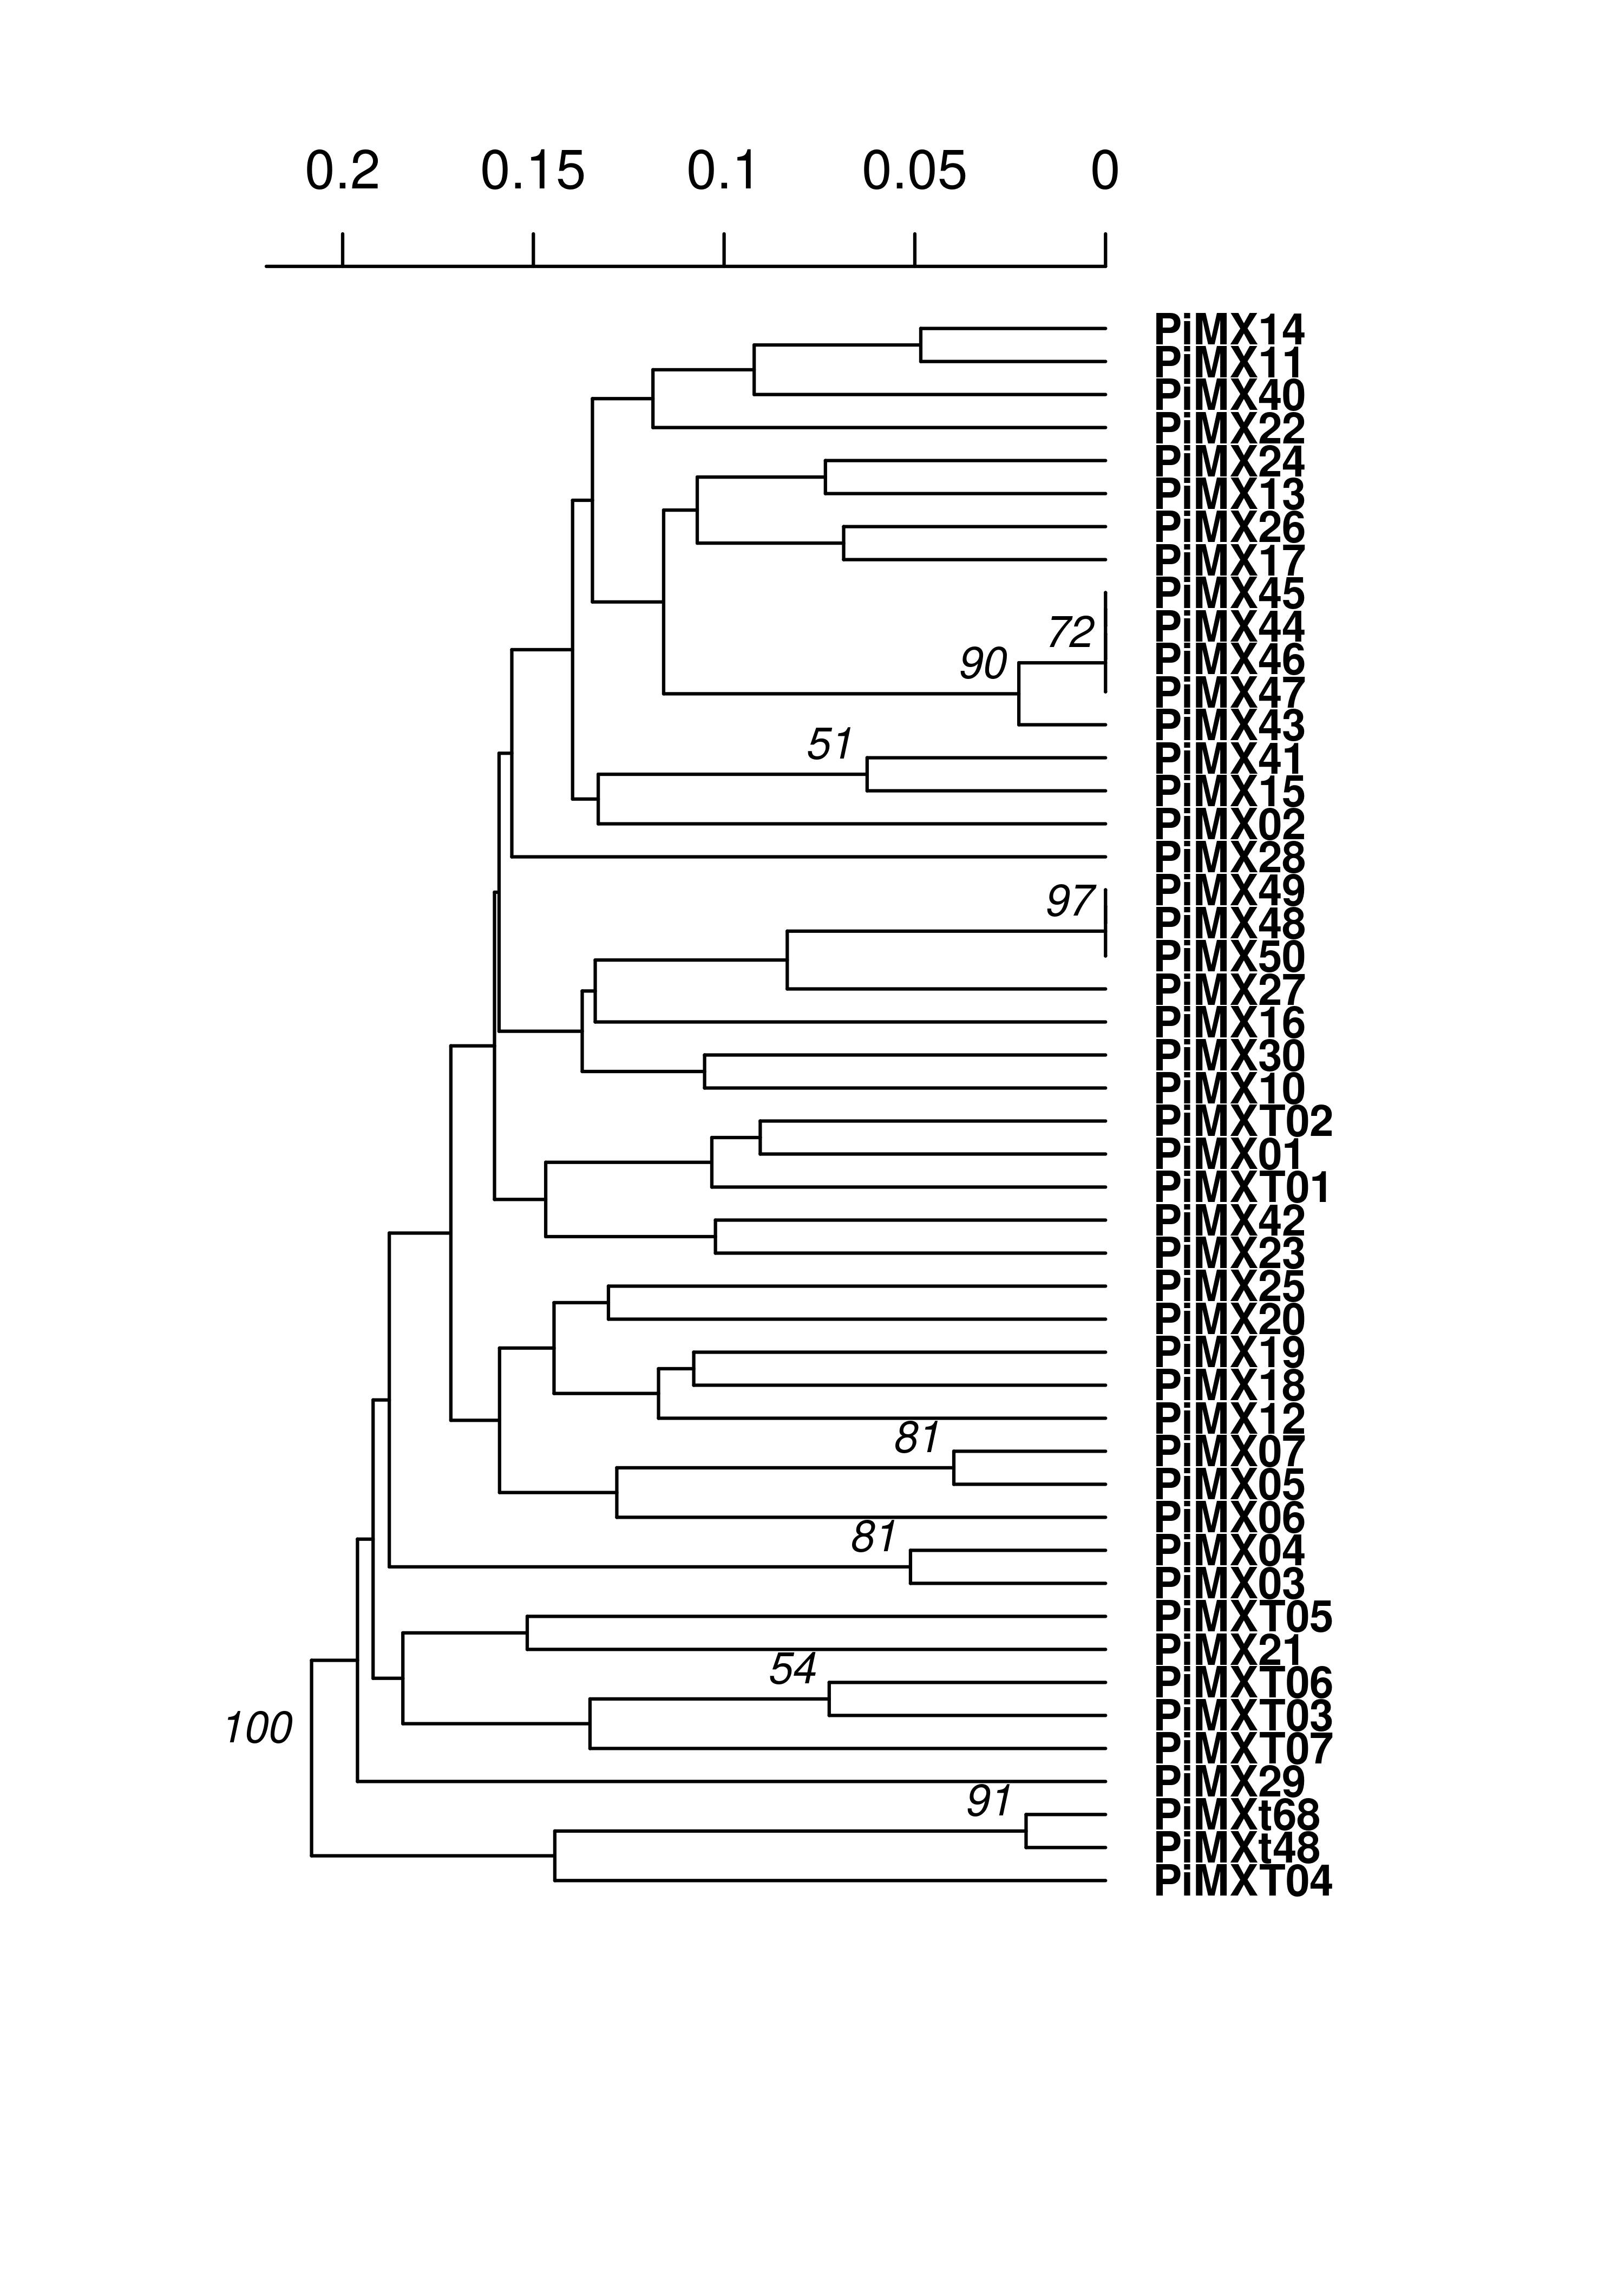 0.2 0.15 0.1 0.05 0
PiMX14
PiMX11
PiMX40
PiMX22
PiMX24
PiMX13
PiMX26
PiMX17
PiMX45
72 PiMX44
90 PiMX46
PiMX47
PiMX43
51 PiMX41
PiMX15
PiMX02
PiMX28
97 PiMX49
PiMX48
PiMX50
PiMX27
PiMX16
PiMX30
PiMX10
PiMXT02
PiMX01
PiMXT01
PiMX42
PiMX23
PiMX25
PiMX20
PiMX19
PiMX18
PiMX12
81 PiMX07
PiMX05
PiMX06
81 PiMX04
PiMX03
PiMXT05
PiMX21
54 PiMXT06
100 PiMXT03
PiMXT07
PiMX29
91 PiMXt68
PiMXt48
PiMXT04